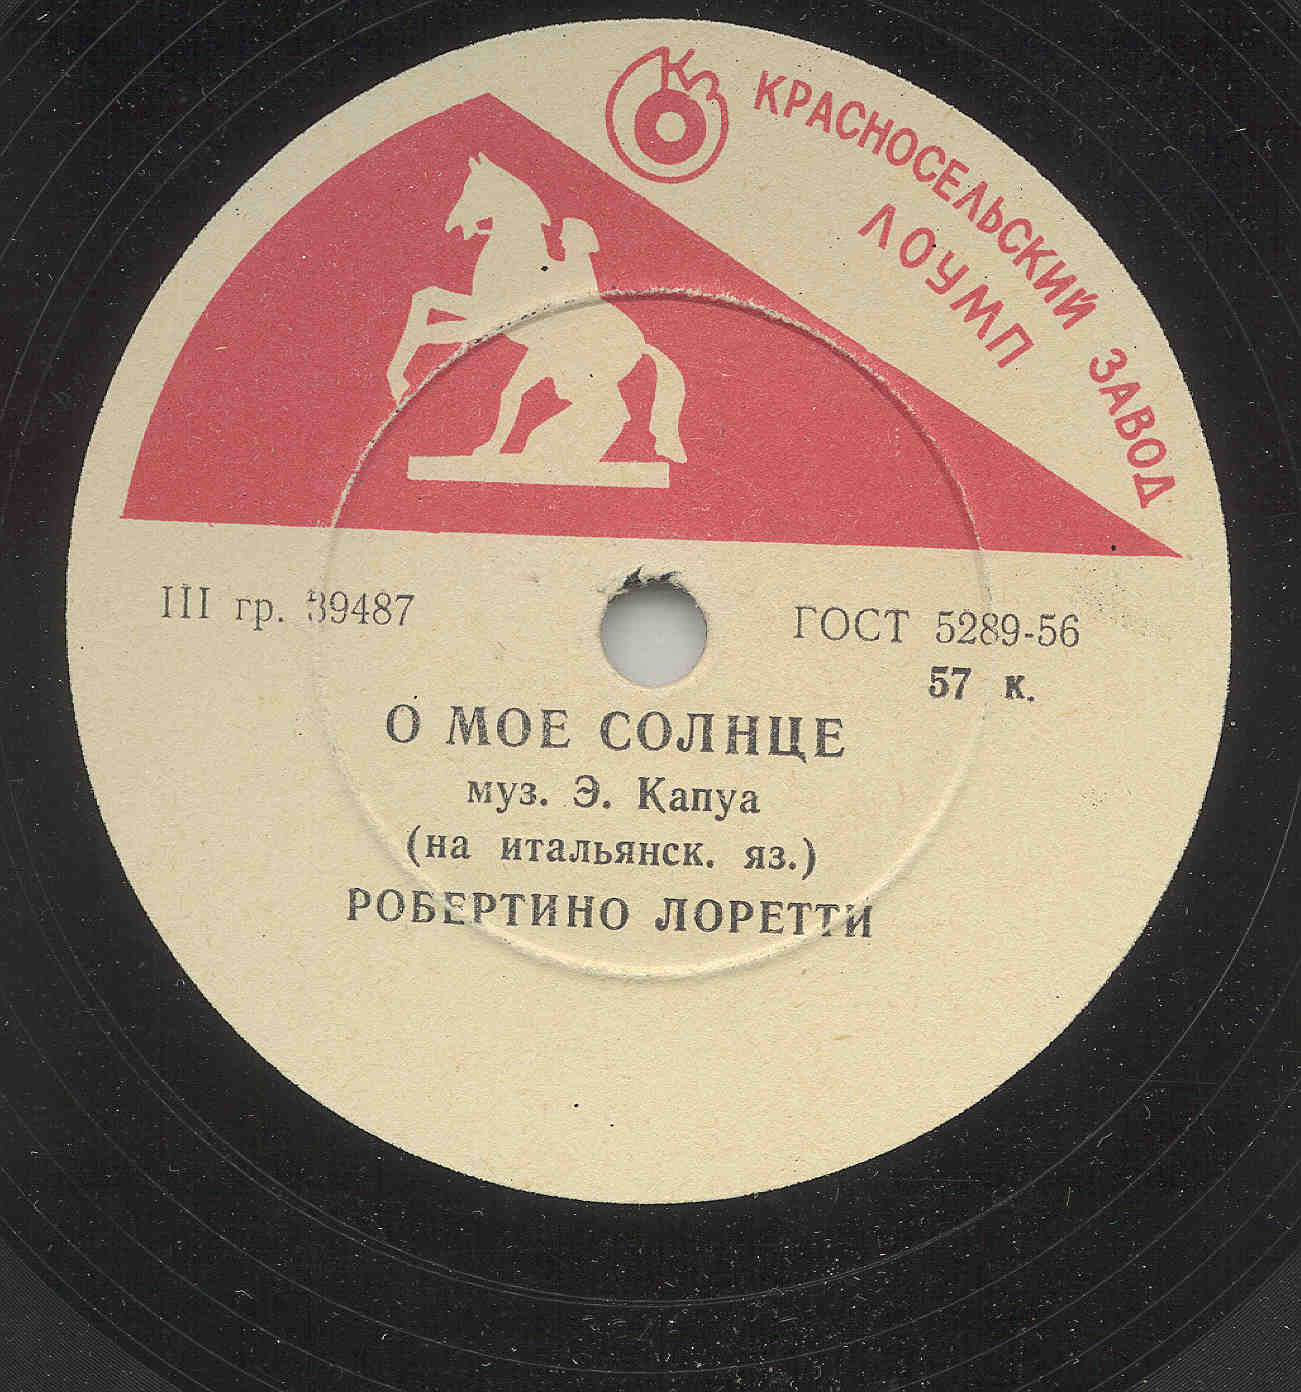 КРАСНОСЕЛЬСКИЙ ЗАВОД
ЛОУМП
III гр. 39487
ГОСТ 5289-56
57 к.
О МОЕ СОЛНЦЕ
муз. Э. Капуа
(на итальянск. яз.)
РОБЕРТИНО ЛОРЕТТИ